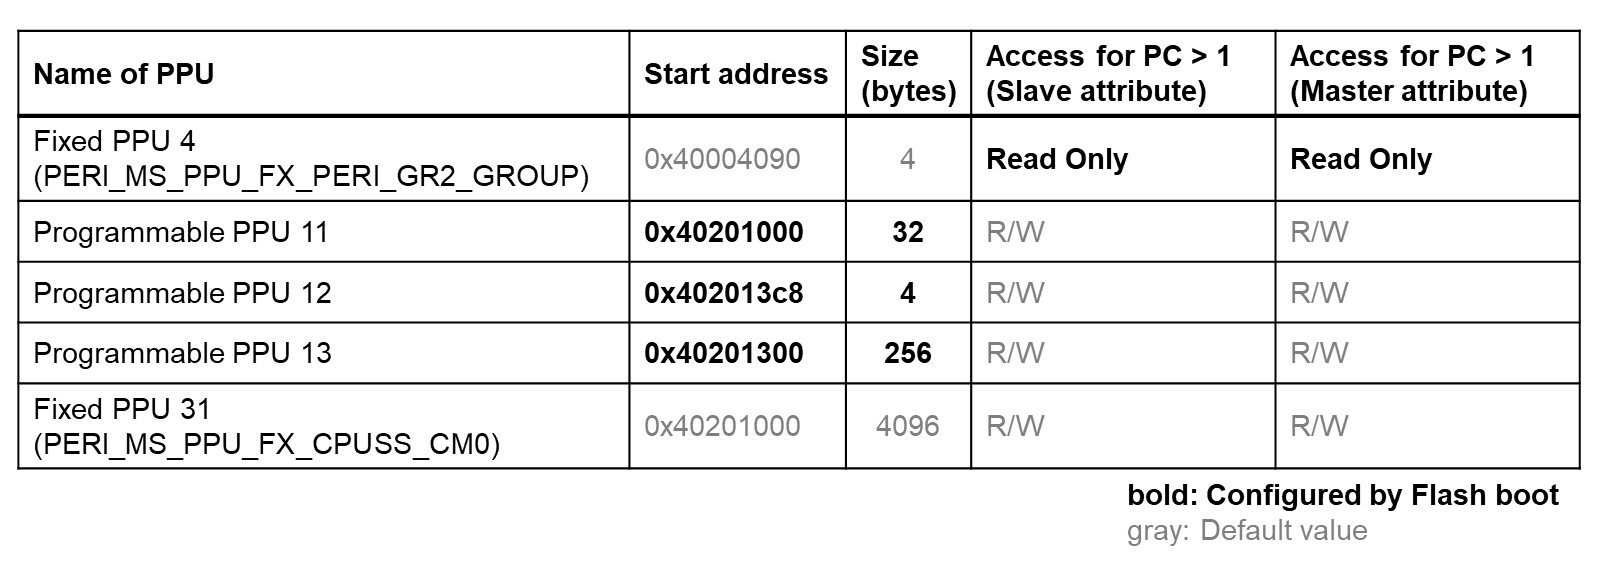 Name of PPU
Start address
Size
(bytes)
Access for PC > 1
(Slave attribute)
Access for PC > 1
(Master attribute)
Fixed PPU 4
(PERI_MS_PPU_FX_PERI_GR2_GROUP)
0x40004090
4
Read Only
Read Only
Programmable PPU 11
0x40201000
32
R/W
R/W
Programmable PPU 12
0x402013c8
4
R/W
R/W
Programmable PPU 13
0x40201300
256
R/W
R/W
Fixed PPU 31
(PERI_MS_PPU_FX_CPUSS_CM0)
0x40201000
4096
R/W
R/W
bold: Configured by Flash boot
gray: Default value